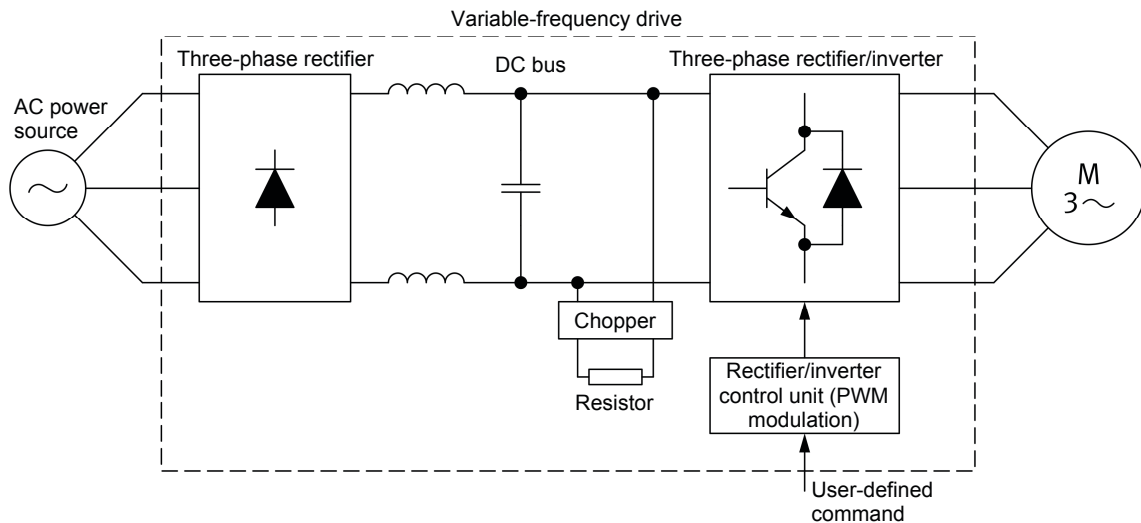 Variable-frequency drive
Three-phase rectifier
DC bus
Three-phase rectifier/inverter
AC power
source
M
3~
Chopper
Resistor
Rectifier/inverter
control unit (PWM
modulation)
User-defined
command